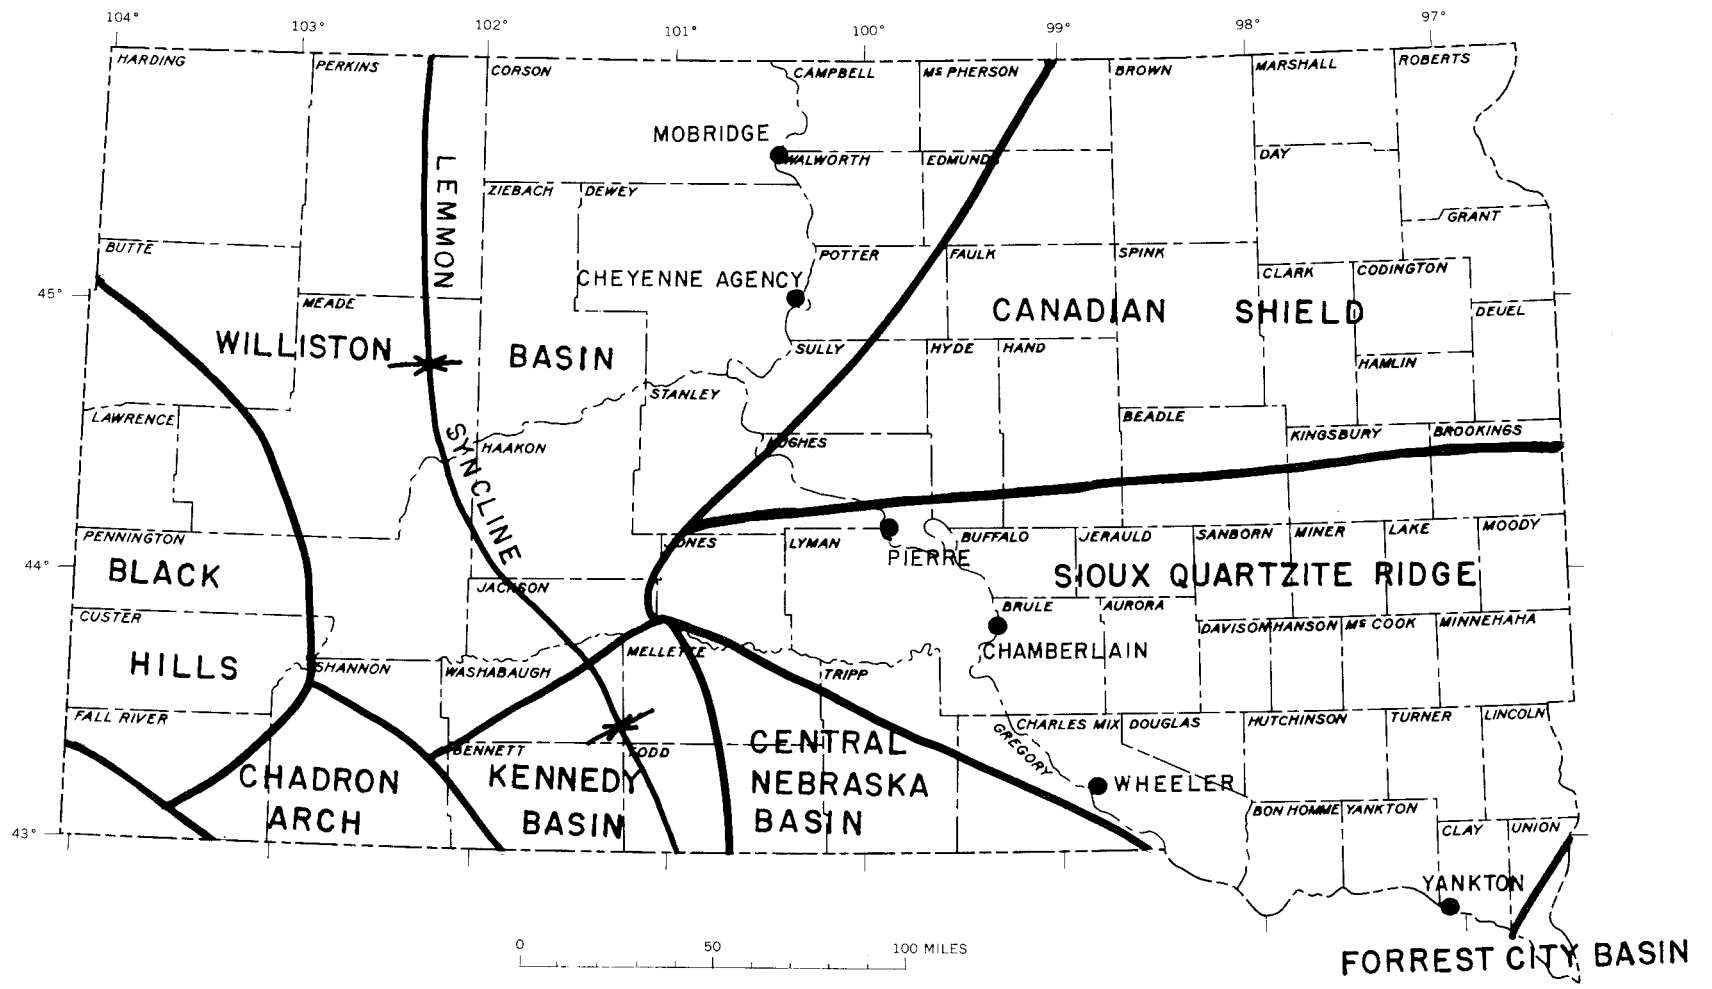 104° 103° 102° 101° 100° 99° 98° 97°
HARDING PERKINS CORSON CAMPBELL Mc PHERSON BROWN MARSHALL ROBERTS
MOBRIDGE
WALWORTH EDMUNDS DAY
LEMMON
ZIEBACH DEWEY
GRANT
BUTTE POTTER FAULK SPINK
CLARK CODINGTON
CHEYENNE AGENCY
45° MEADE
CANADIAN SHIELD DEUEL
WILLISTON BASIN
SULLY HYDE HAND
HAMLIN
STANLEY
LAWRENCE BEADLE
SYNCLINE
HAAKON HUGHES KINGSBURY BROOKINGS
PENNINGTON JONES LYMAN PIERRE BUFFALO JERAULD SANBORN MINER LAKE MOODY
44° BLACK
SIOUX QUARTZITE RIDGE
JACKSON
CUSTER BRULE AURORA
DAVISON HANSON Mc COOK MINNEHAHA
CHAMBERLAIN
HILLS SHANNON WASHABAUGH MELLETTE TRIPP
FALL RIVER GREGORY CHARLES MIX DOUGLAS HUTCHINSON TURNER LINCOLN
BENNETT TODD
CENTRAL
CHADRON KENNEDY NEBRASKA WHEELER
ARCH BASIN BASIN
BON HOMME YANKTON
43° CLAY UNION
YANKTON
0 50 100 MILES
FORREST CITY BASIN